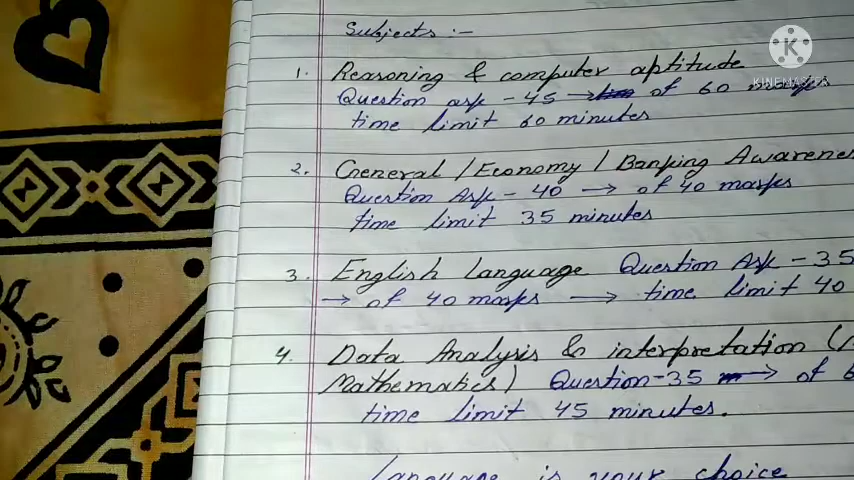 Subjects :-
1. Reasoning & computer aptitude
Question ask - 45 → of 60 marks
time limit 60 minutes
2. General / Economy / Banking Awarenes
Question Ask - 40 → of 40 marks
time limit 35 minutes
3. English Language Question Ask - 35
→ of 40 marks → time limit 40
4. Data Analysis & interpretation (
Mathematics) Question - 35 → of 6
time limit 45 minutes.
Language is your choice
KINEMASTER